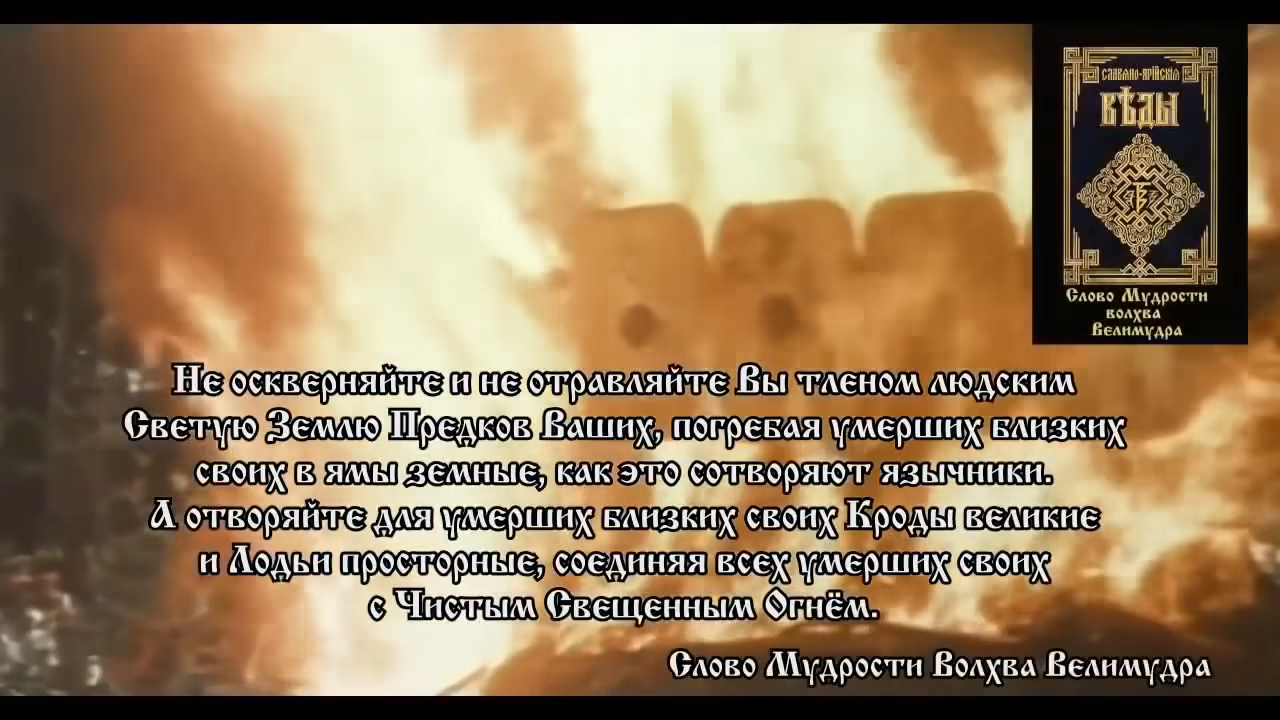 СЛАВЯНО-АРІЙСКІЯ
ВѢДЫ
Слово Мудрости
волхва
Велимудра
Не оскверняйте и не отравляйте Вы тленом людским
Светую Землю Предков Ваших, погребая умерших близких
своих в ямы земные, как это сотворяют язычники.
А отворяйте для умерших близких своих Кроды великие
и Лодьи просторные, соединяя всех умерших своих
с Чистым Свещенным Огнём.
Слово Мудрости Волхва Велимудра